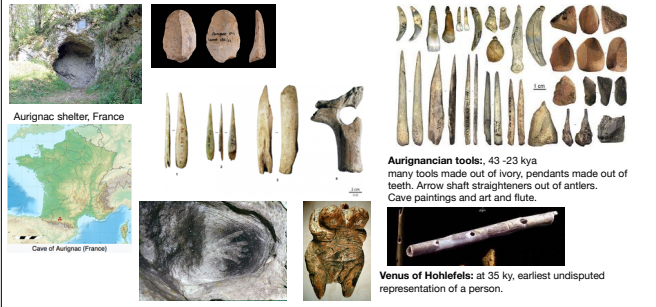 Aurignac shelter, France
Cave of Aurignac (France)
1 cm
Aurignancian tools:, 43 -23 kya
many tools made out of ivory, pendants made out of
teeth. Arrow shaft straighteners out of antlers.
Cave paintings and art and flute.
Venus of Hohlefels: at 35 ky, earliest undisputed
representation of a person.